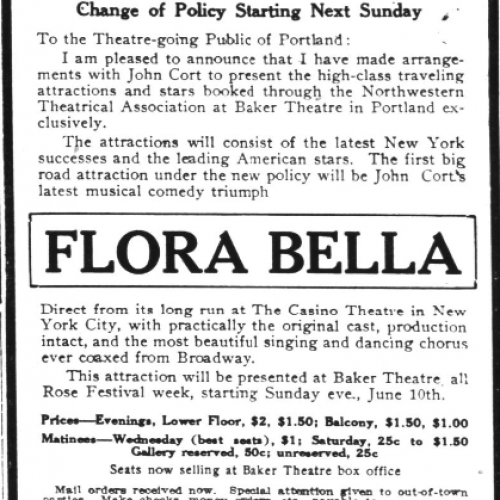 Change of Policy Starting Next Sunday
To the Theatre-going Public of Portland:
I am pleased to announce that I have made arrange-
ments with John Cort to present the high-class traveling
attractions and stars booked through the Northwestern
Theatrical Association at Baker Theatre in Portland ex-
clusively.
The attractions will consist of the latest New York
successes and the leading American stars. The first big
road attraction under the new policy will be John Cort's
latest musical comedy triumph
FLORA BELLA
Direct from its long run at The Casino Theatre in New
York City, with practically the original cast, production
intact, and the most beautiful singing and dancing chorus
ever coaxed from Broadway.
This attraction will be presented at Baker Theatre all
Rose Festival week, starting Sunday eve., June 10th.
Prices—Evenings, Lower Floor, $2, $1.50; Balcony, $1.50, $1.00
Matinees—Wednesday (best seats), $1; Saturday, 25c to $1.50
Gallery reserved, 50c; unreserved, 25c
Seats now selling at Baker Theatre box office
Mail orders received now. Special attention given to out-of-town